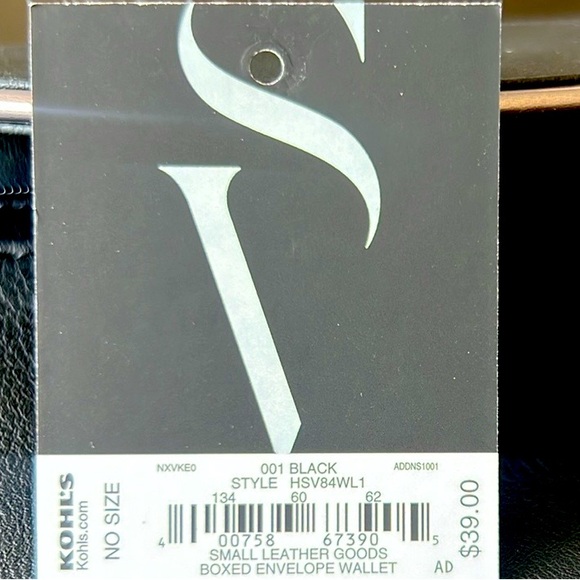 SV
NXVKE0 001 BLACK ADDNS1001
STYLE HSV84WL1
134 60 62
4 00758 67390 5
SMALL LEATHER GOODS
BOXED ENVELOPE WALLET
KOHL'S
Kohls.com
NO SIZE
$39.00
AD